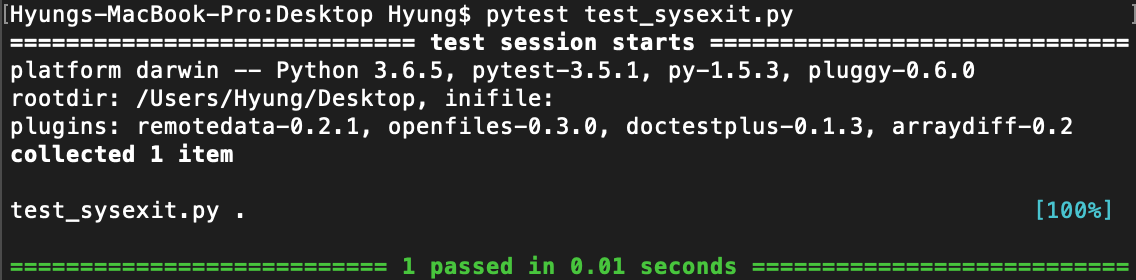 [Hyungs-MacBook-Pro:Desktop Hyung$ pytest test_sysexit.py ]
============================= test session starts ==============================
platform darwin -- Python 3.6.5, pytest-3.5.1, py-1.5.3, pluggy-0.6.0
rootdir: /Users/Hyung/Desktop, inifile:
plugins: remotedata-0.2.1, openfiles-0.3.0, doctestplus-0.1.3, arraydiff-0.2
collected 1 item
test_sysexit.py . [100%]
=========================== 1 passed in 0.01 seconds ===========================